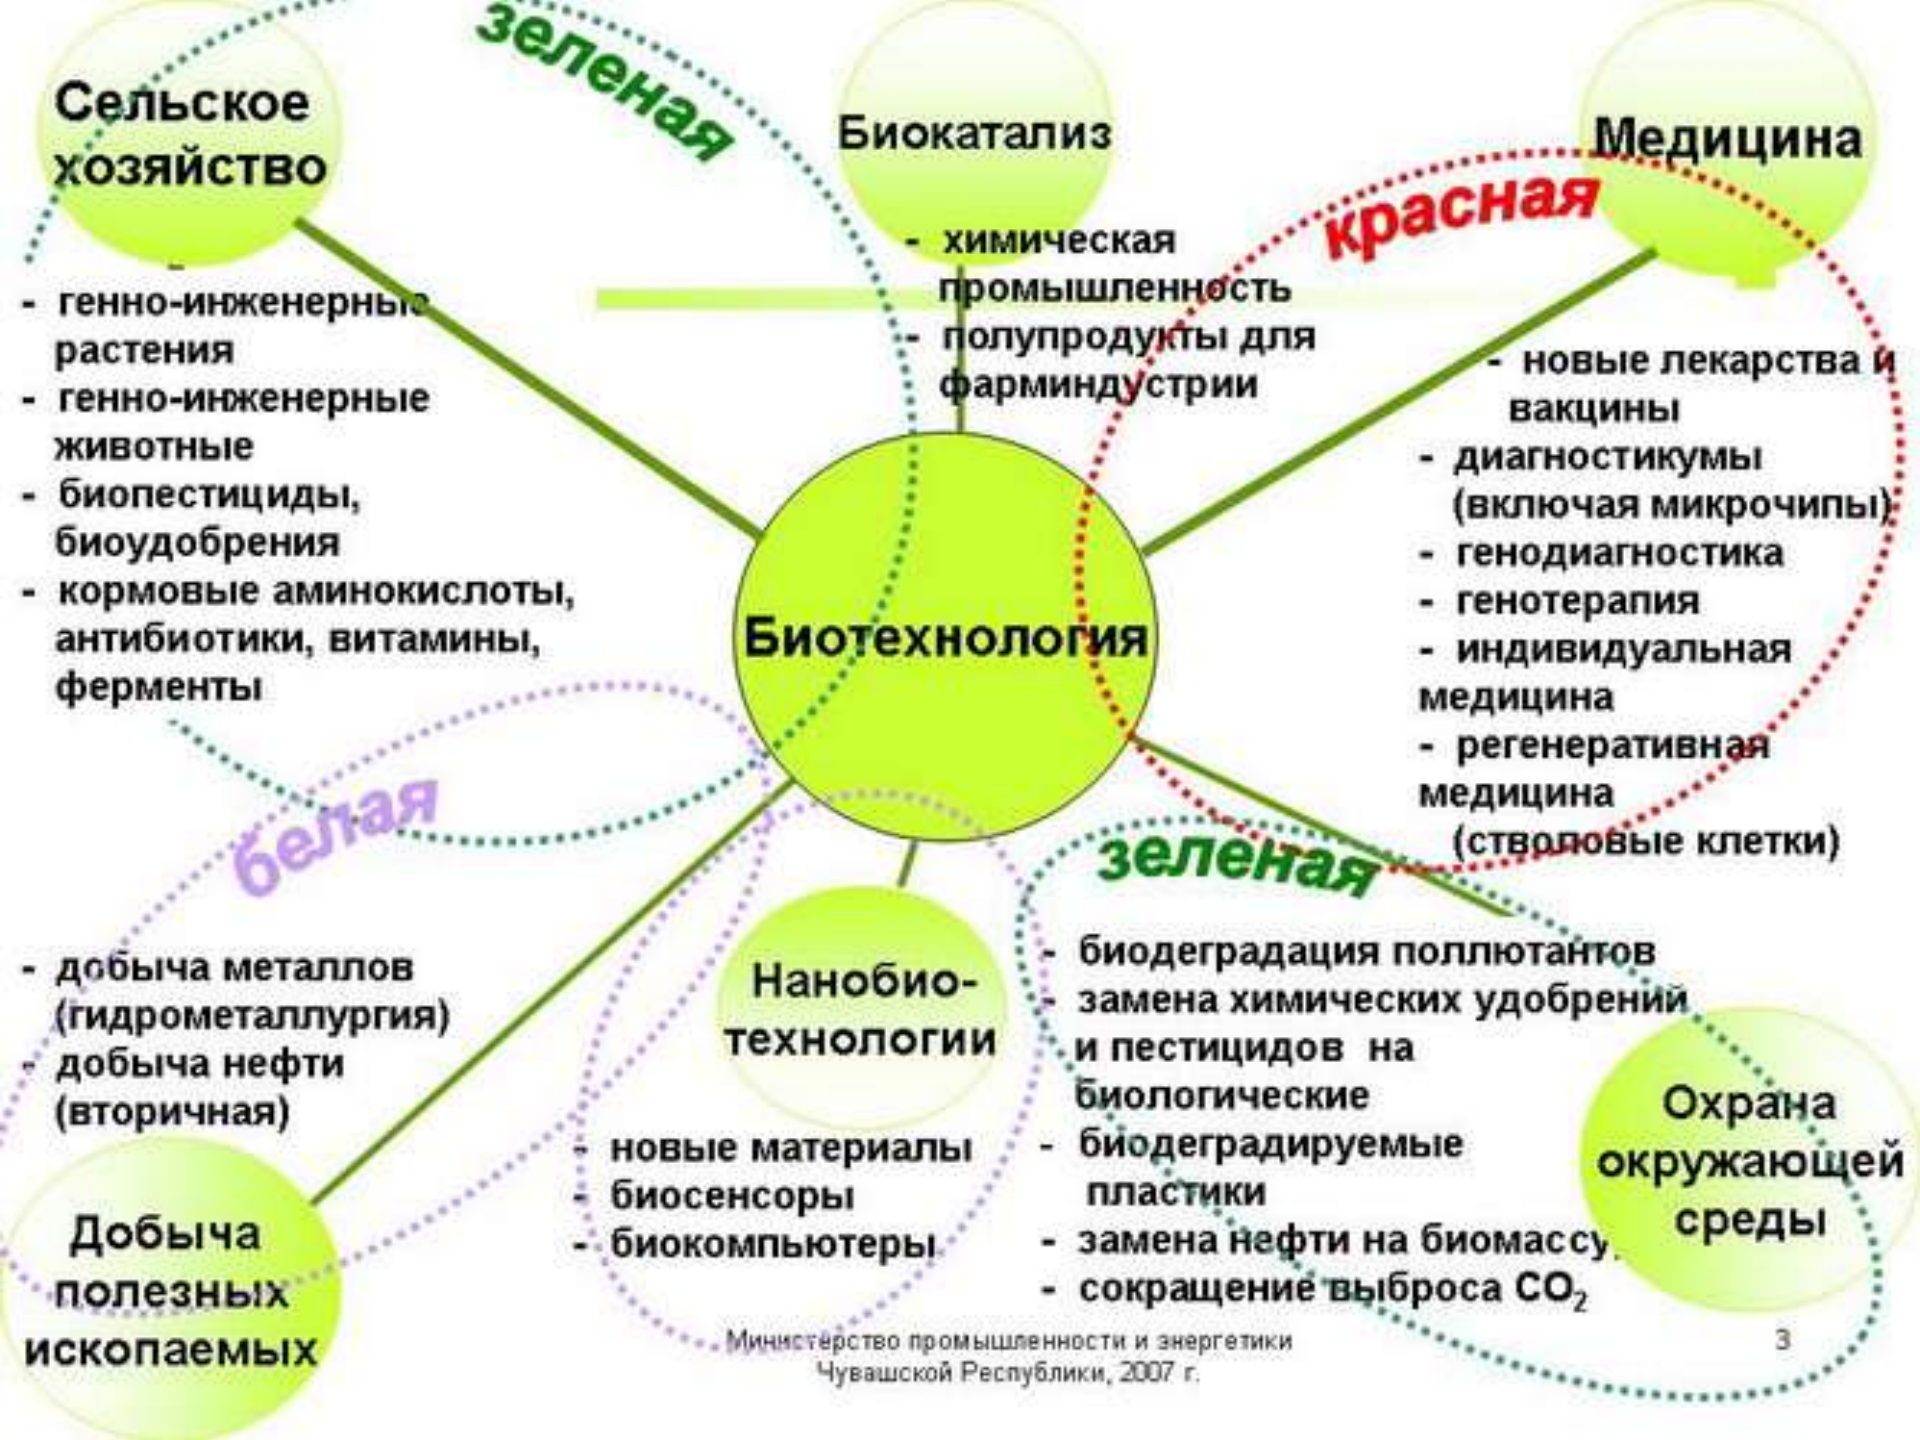 зеленая
Сельское
хозяйство
- генно-инженерные
растения
- генно-инженерные
животные
- биопестициды,
биоудобрения
- кормовые аминокислоты,
антибиотики, витамины,
ферменты
Биокатализ
- химическая
промышленность
- полупродукты для
фарминдустрии
Медицина
красная
- новые лекарства и
вакцины
- диагностикумы
(включая микрочипы)
- генодиагностика
- генотерапия
- индивидуальная
медицина
- регенеративная
медицина
(стволовые клетки)
Биотехнология
белая
- добыча металлов
(гидрометаллургия)
- добыча нефти
(вторичная)
Добыча
полезных
ископаемых
Нанобио-
технологии
- новые материалы
- биосенсоры
- биокомпьютеры
зеленая
- биодеградация поллютантов
- замена химических удобрений
и пестицидов на
биологические
- биодеградируемые
пластики
- замена нефти на биомассу,
- сокращение выброса CO₂
Охрана
окружающей
среды
Министерство промышленности и энергетики
Чувашской Республики, 2007 г.
3